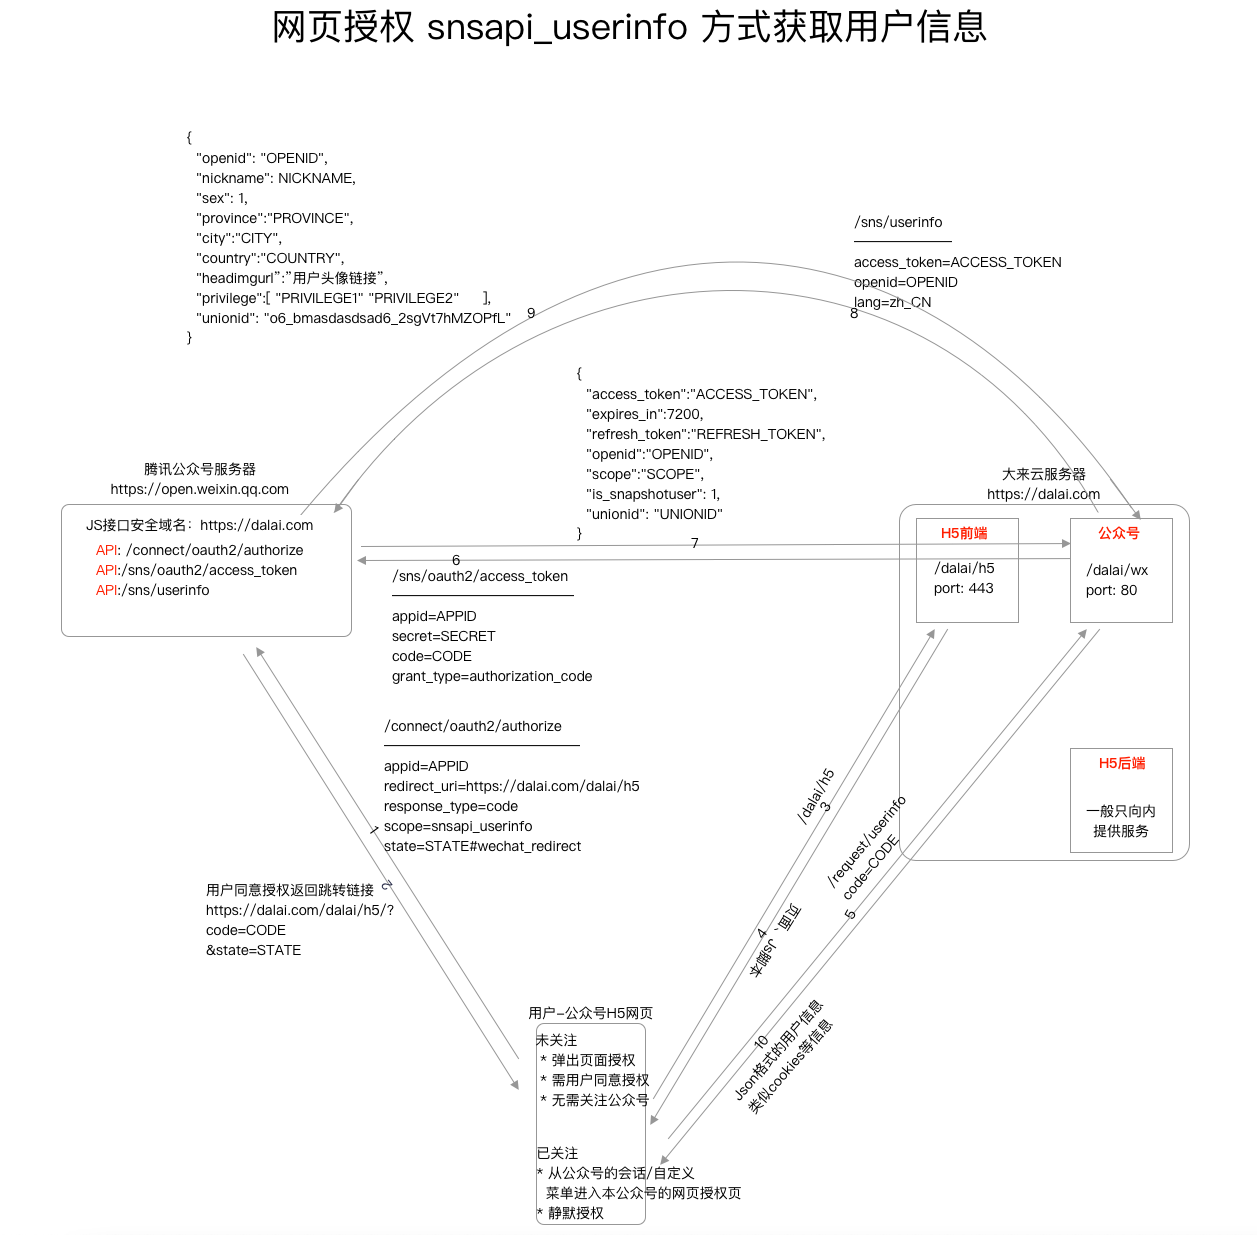 网页授权 snsapi_userinfo 方式获取用户信息
{
"openid": "OPENID",
"nickname": NICKNAME,
"sex": 1,
"province":"PROVINCE",
"city":"CITY",
"country":"COUNTRY",
"headimgurl”:”用户头像链接”,
"privilege":[ "PRIVILEGE1" "PRIVILEGE2" ],
"unionid": "o6_bmasdasdsad6_2sgVt7hMZOPfL"
}
9
/sns/userinfo
access_token=ACCESS_TOKEN
openid=OPENID
lang=zh_CN
8
{
"access_token":"ACCESS_TOKEN",
"expires_in":7200,
"refresh_token":"REFRESH_TOKEN",
"openid":"OPENID",
"scope":"SCOPE",
"is_snapshotuser": 1,
"unionid": "UNIONID"
}
7
腾讯公众号服务器
https://open.weixin.qq.com
JS接口安全域名：https://dalai.com
API: /connect/oauth2/authorize
API:/sns/oauth2/access_token
API:/sns/userinfo
大来云服务器
https://dalai.com
H5前端
/dalai/h5
port: 443
公众号
/dalai/wx
port: 80
H5后端
一般只向内
提供服务
6
/sns/oauth2/access_token
appid=APPID
secret=SECRET
code=CODE
grant_type=authorization_code
/connect/oauth2/authorize
appid=APPID
redirect_uri=https://dalai.com/dalai/h5
response_type=code
scope=snsapi_userinfo
state=STATE#wechat_redirect
1
2
用户同意授权返回跳转链接
https://dalai.com/dalai/h5/?
code=CODE
&state=STATE
/dalai/h5
3
4
页面、Js脚本
/request/userinfo
code=CODE
5
10
Json格式的用户信息
类似cookies等信息
用户-公众号H5网页
未关注
* 弹出页面授权
* 需用户同意授权
* 无需关注公众号
已关注
* 从公众号的会话/自定义
菜单进入本公众号的网页授权页
* 静默授权